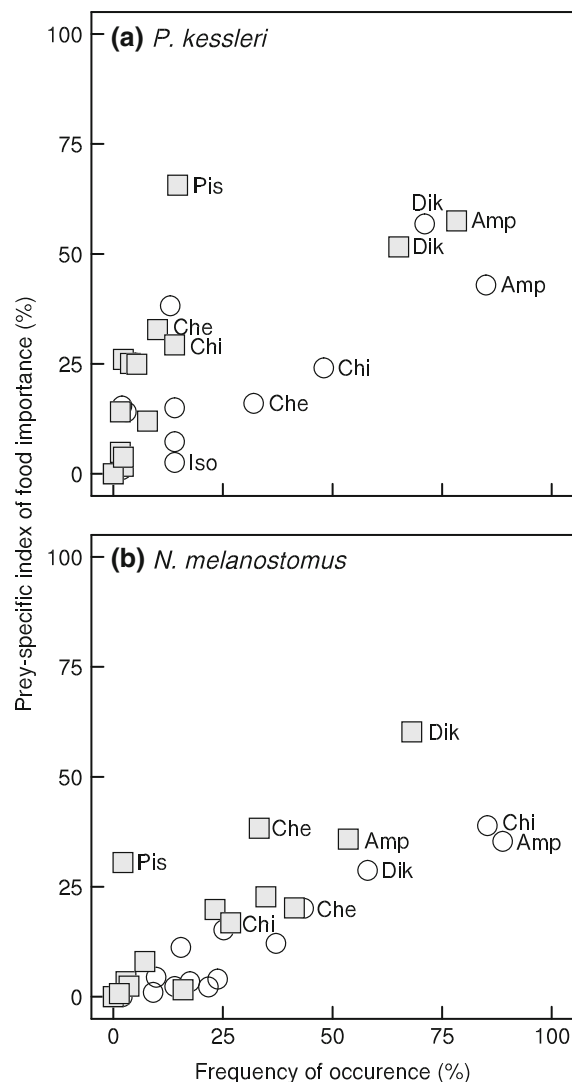 (a) P. kessleri
100
75
50
25
0
Pis
Dik
Amp
Dik
Amp
Che
Chi
Chi
Che
Iso
Prey-specific index of food importance (%)
(b) N. melanostomus
100
75
50
25
0
Dik
Che
Amp
Chi
Amp
Pis
Dik
Che
Chi
0 25 50 75 100
Frequency of occurence (%)